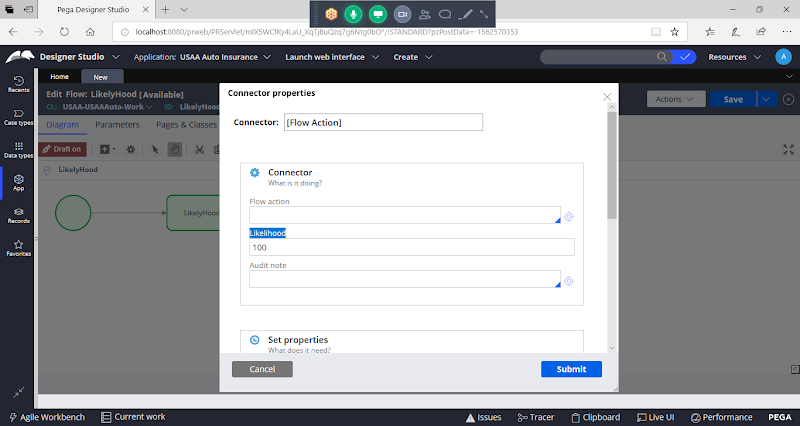 Pega Designer Studio
localhost:8080/prweb/PRServlet/mlX5WCfKy4LaU_XqTjBuQzq7g6Ntg0bO*/!STANDARD?pzPostData=-1562570353
Designer Studio
Application: USAA Auto Insurance
Launch web interface
Create
Resources
A
Home
New
Recents
Case types
Data types
App
Records
Favorites
Edit Flow: LikelyHood [Available]
CL: USAA-USAAAuto-Work
ID: LikelyHood
Actions
Save
Diagram
Parameters
Pages & Classes
Draft on
LikelyHood
LikelyHood
Connector properties
Connector:
[Flow Action]
Connector
What is it doing?
Flow action
Likelihood
100
Audit note
Set properties
What does it need?
Cancel
Submit
Agile Workbench
Current work
Issues
Tracer
Clipboard
Live UI
Performance
PEGA